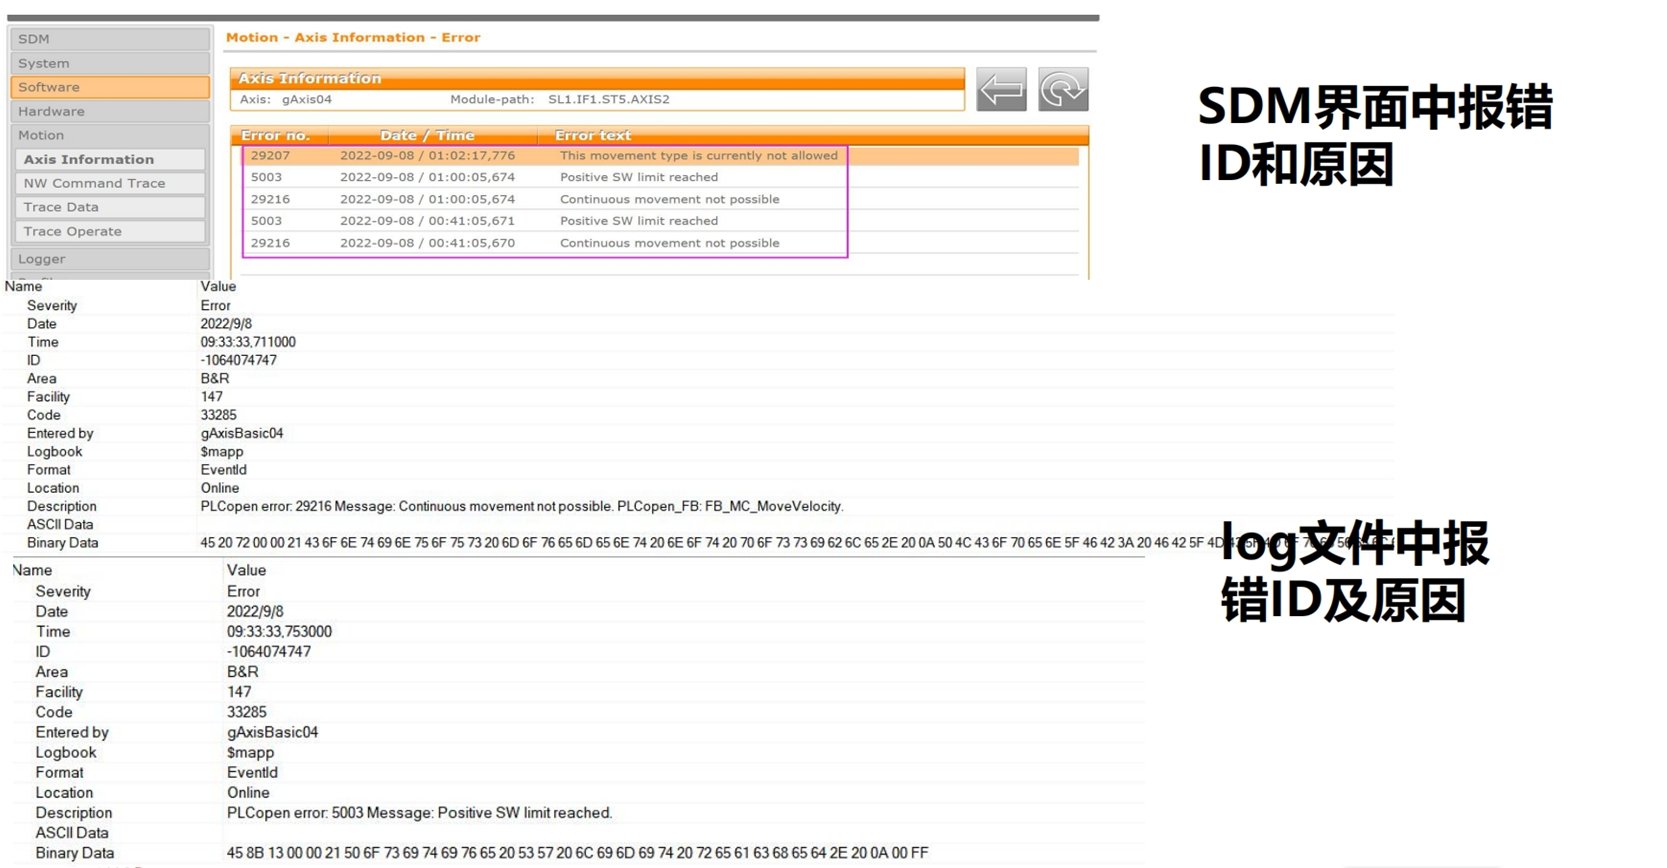 SDM
System
Software
Hardware
Motion
Axis Information
NW Command Trace
Trace Data
Trace Operate
Logger
Motion - Axis Information - Error
Axis Information
Axis: gAxis04 Module-path: SL1.IF1.ST5.AXIS2
Error no. Date / Time Error text
29207 2022-09-08 / 01:02:17,776 This movement type is currently not allowed
5003 2022-09-08 / 01:00:05,674 Positive SW limit reached
29216 2022-09-08 / 01:00:05,674 Continuous movement not possible
5003 2022-09-08 / 00:41:05,671 Positive SW limit reached
29216 2022-09-08 / 00:41:05,670 Continuous movement not possible
SDM界面中报错
ID和原因
Name Value
Severity Error
Date 2022/9/8
Time 09:33:33,711000
ID -1064074747
Area B&R
Facility 147
Code 33285
Entered by gAxisBasic04
Logbook $mapp
Format EventId
Location Online
Description PLCopen error: 29216 Message: Continuous movement not possible. PLCopen_FB: FB_MC_MoveVelocity.
ASCII Data
Binary Data 45 20 72 00 00 21 43 6F 6E 74 69 6E 75 6F 75 73 20 6D 6F 76 65 6D 65 6E 74 20 6E 6F 74 20 70 6F 73 73 69 62 6C 65 2E 20 0A 50 4C 43 6F 70 65 6E 5F 46 42 3A 20 46 42 5F 4D
log文件中报
错ID及原因
Name Value
Severity Error
Date 2022/9/8
Time 09:33:33,753000
ID -1064074747
Area B&R
Facility 147
Code 33285
Entered by gAxisBasic04
Logbook $mapp
Format EventId
Location Online
Description PLCopen error: 5003 Message: Positive SW limit reached.
ASCII Data
Binary Data 45 8B 13 00 00 21 50 6F 73 69 74 69 76 65 20 53 57 20 6C 69 6D 69 74 20 72 65 61 63 68 65 64 2E 20 0A 00 FF